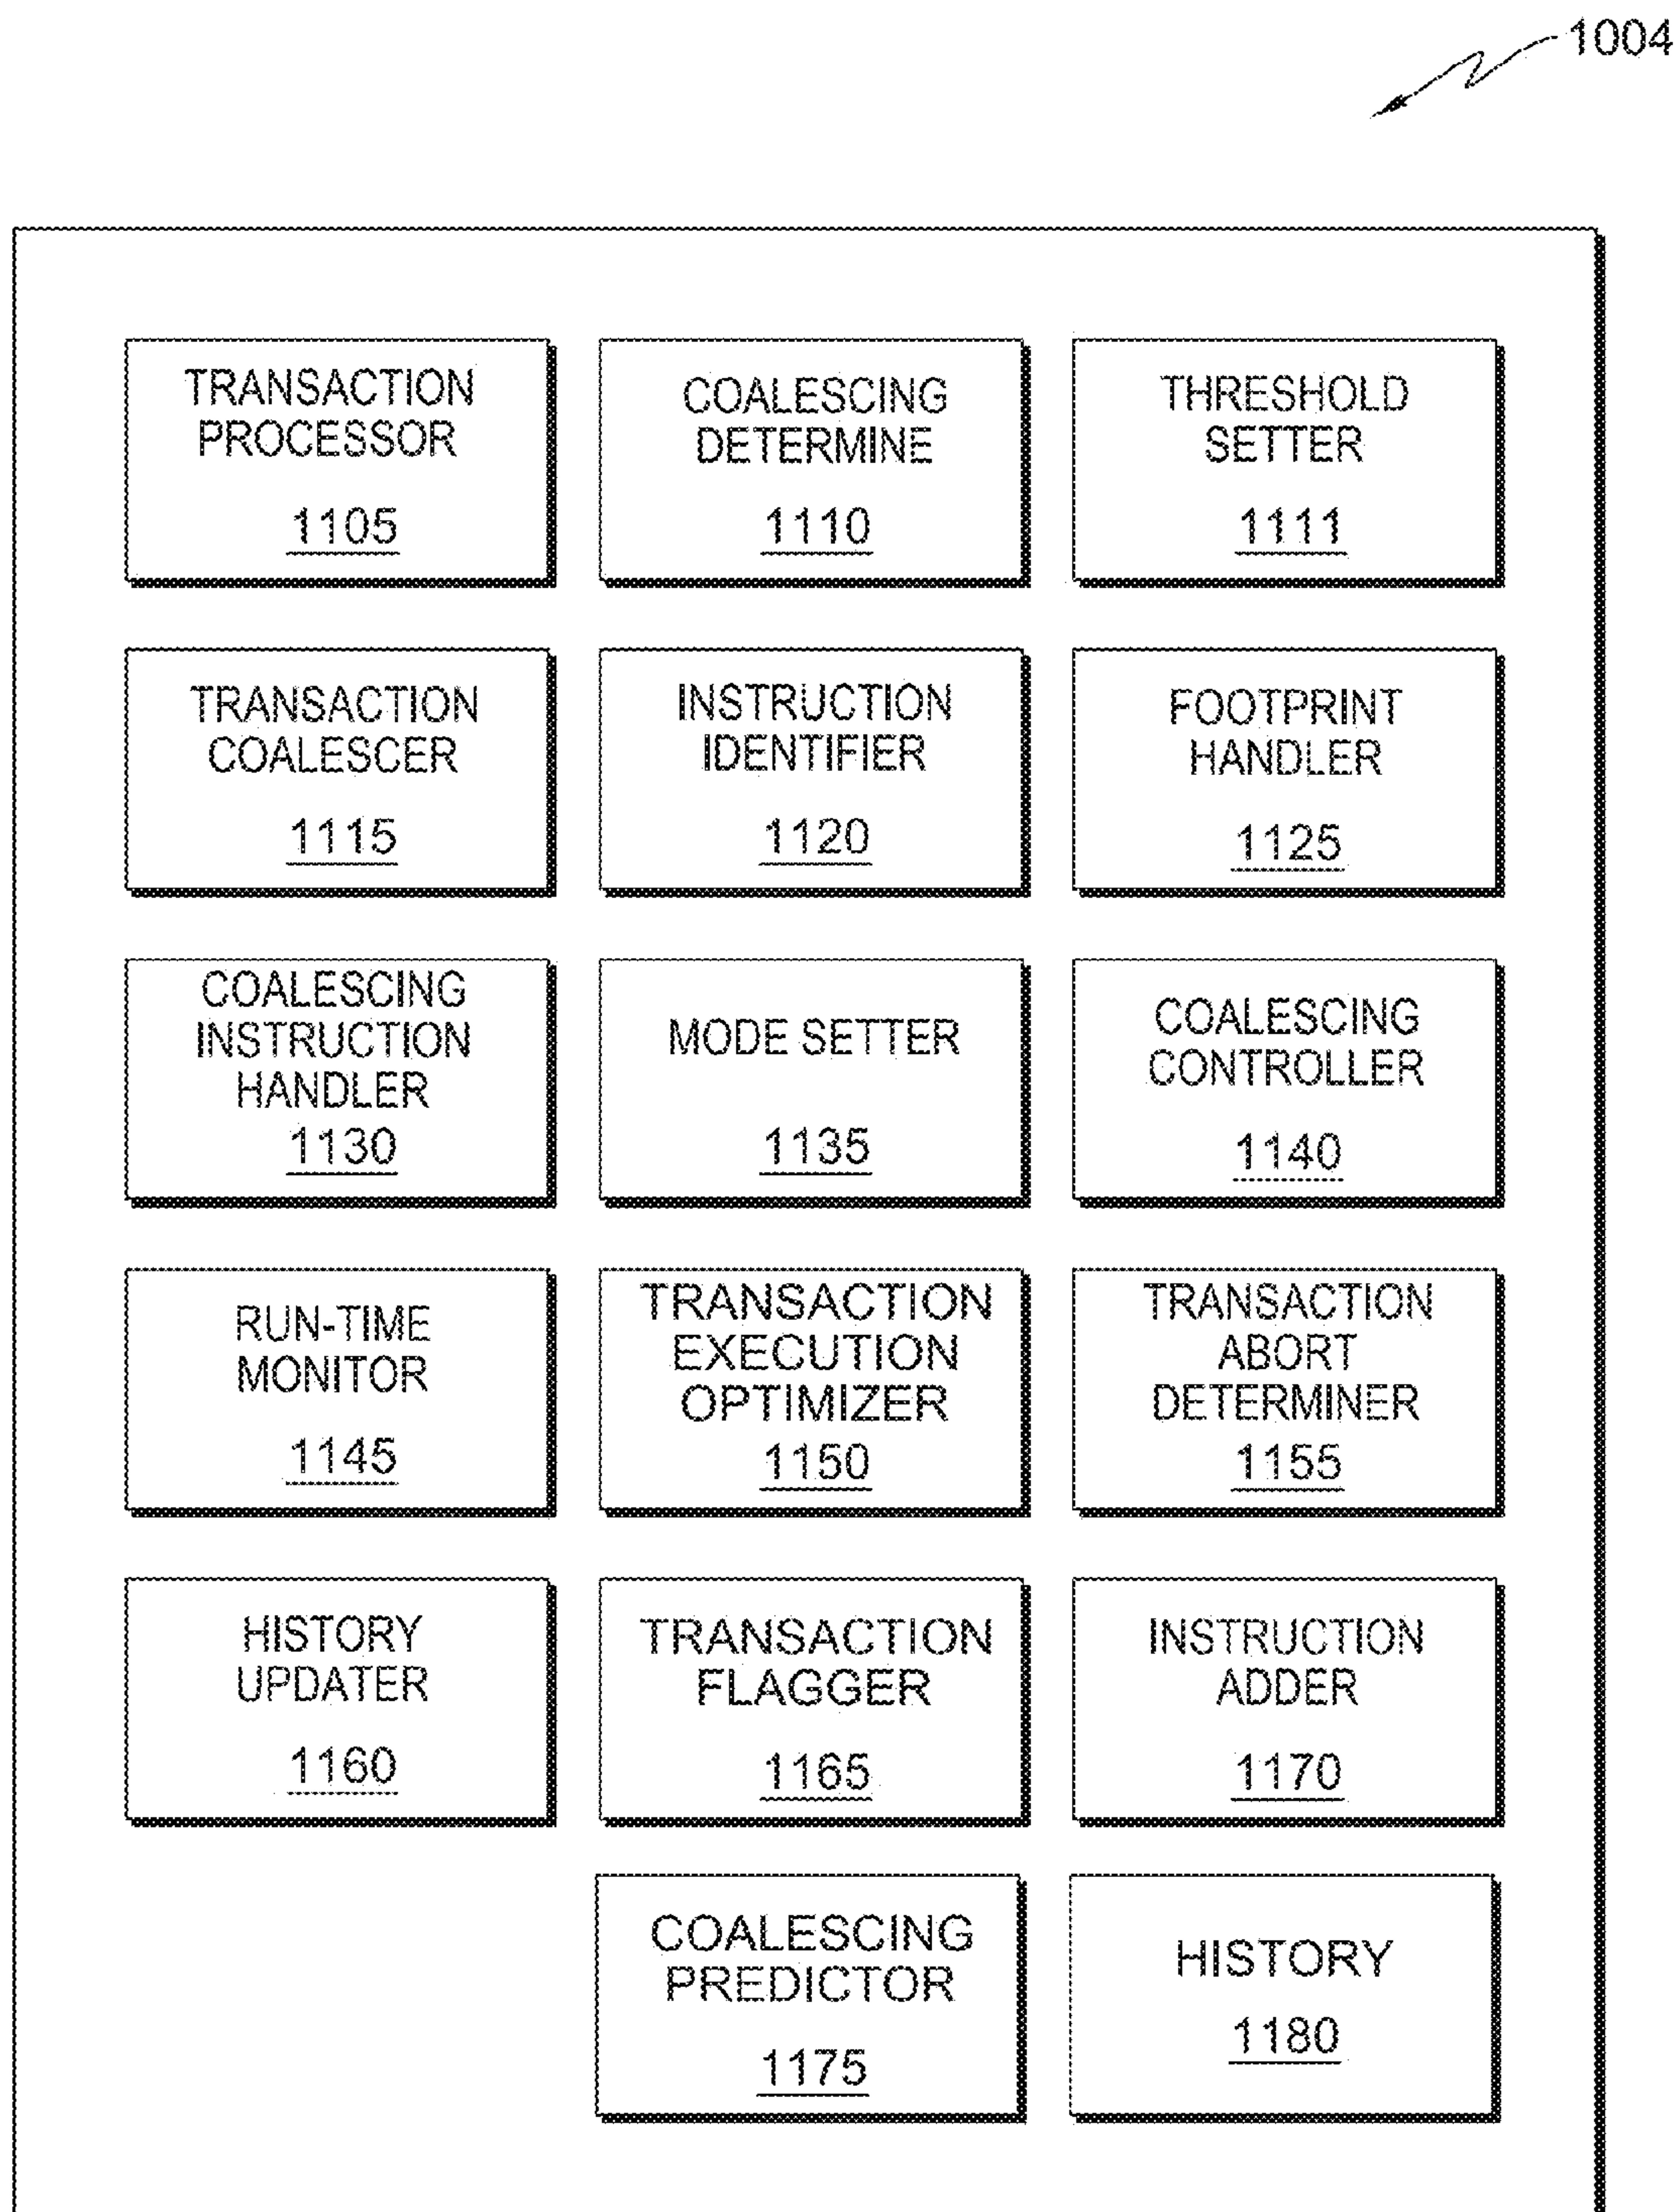 1004
TRANSACTION
PROCESSOR
1105
COALESCING
DETERMINE
1110
THRESHOLD
SETTER
1111
TRANSACTION
COALESCER
1115
INSTRUCTION
IDENTIFIER
1120
FOOTPRINT
HANDLER
1125
COALESCING
INSTRUCTION
HANDLER
1130
MODE SETTER
1135
COALESCING
CONTROLLER
1140
RUN-TIME
MONITOR
1145
TRANSACTION
EXECUTION
OPTIMIZER
1150
TRANSACTION
ABORT
DETERMINER
1155
HISTORY
UPDATER
1160
TRANSACTION
FLAGGER
1165
INSTRUCTION
ADDER
1170
COALESCING
PREDICTOR
1175
HISTORY
1180